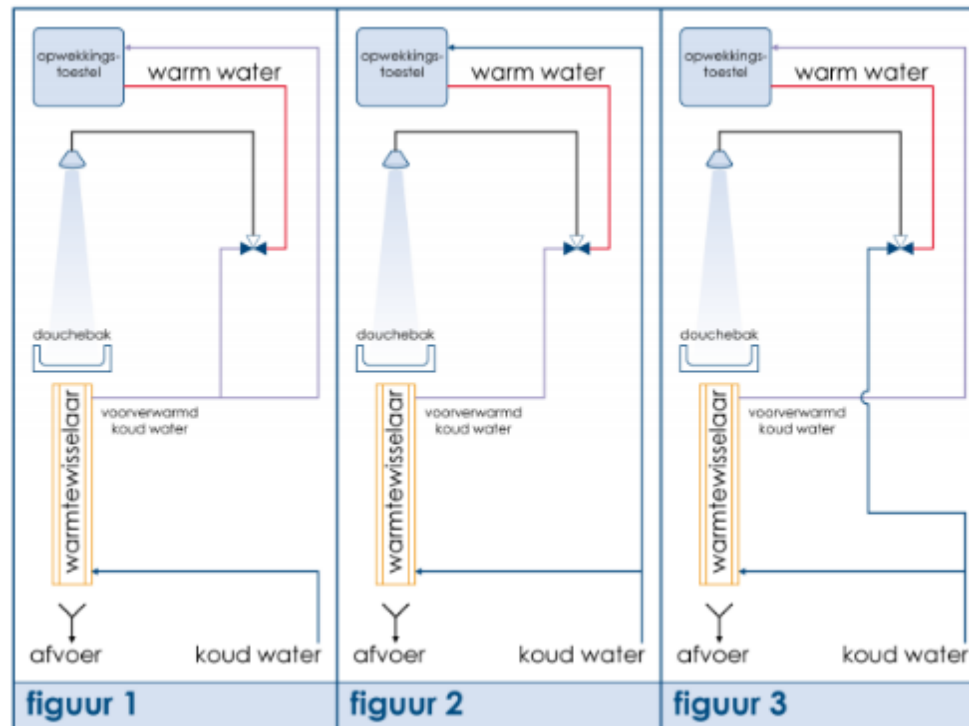 opwekkings-
toestel
warm water
douchebak
voorverwarmd
koud water
warmtewisselaar
afvoer
koud water
figuur 1
opwekkings-
toestel
warm water
douchebak
voorverwarmd
koud water
warmtewisselaar
afvoer
koud water
figuur 2
opwekkings-
toestel
warm water
douchebak
voorverwarmd
koud water
warmtewisselaar
afvoer
koud water
figuur 3